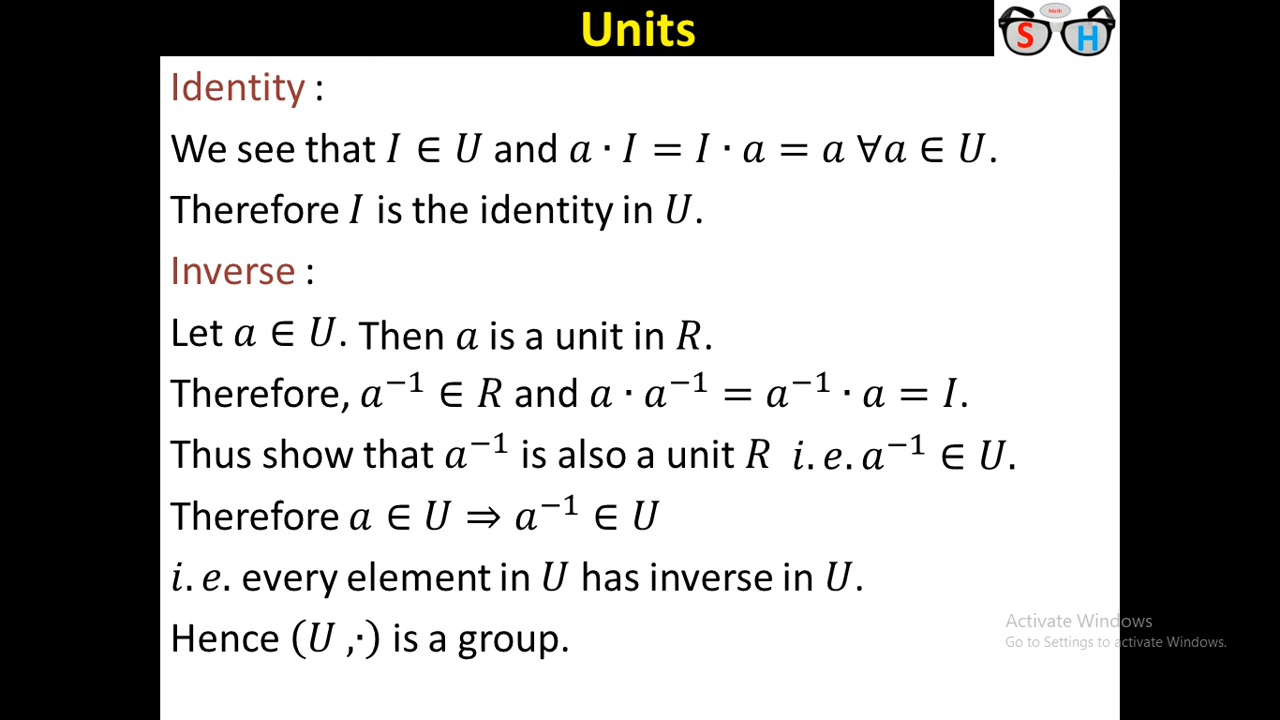 Units
Math
S H
Identity :
We see that I ∈ U and a · I = I · a = a ∀a ∈ U.
Therefore I is the identity in U.
Inverse :
Let a ∈ U. Then a is a unit in R.
Therefore, a⁻¹ ∈ R and a · a⁻¹ = a⁻¹ · a = I.
Thus show that a⁻¹ is also a unit R i.e. a⁻¹ ∈ U.
Therefore a ∈ U ⇒ a⁻¹ ∈ U
i.e. every element in U has inverse in U.
Hence (U ,·) is a group.
Activate Windows
Go to Settings to activate Windows.